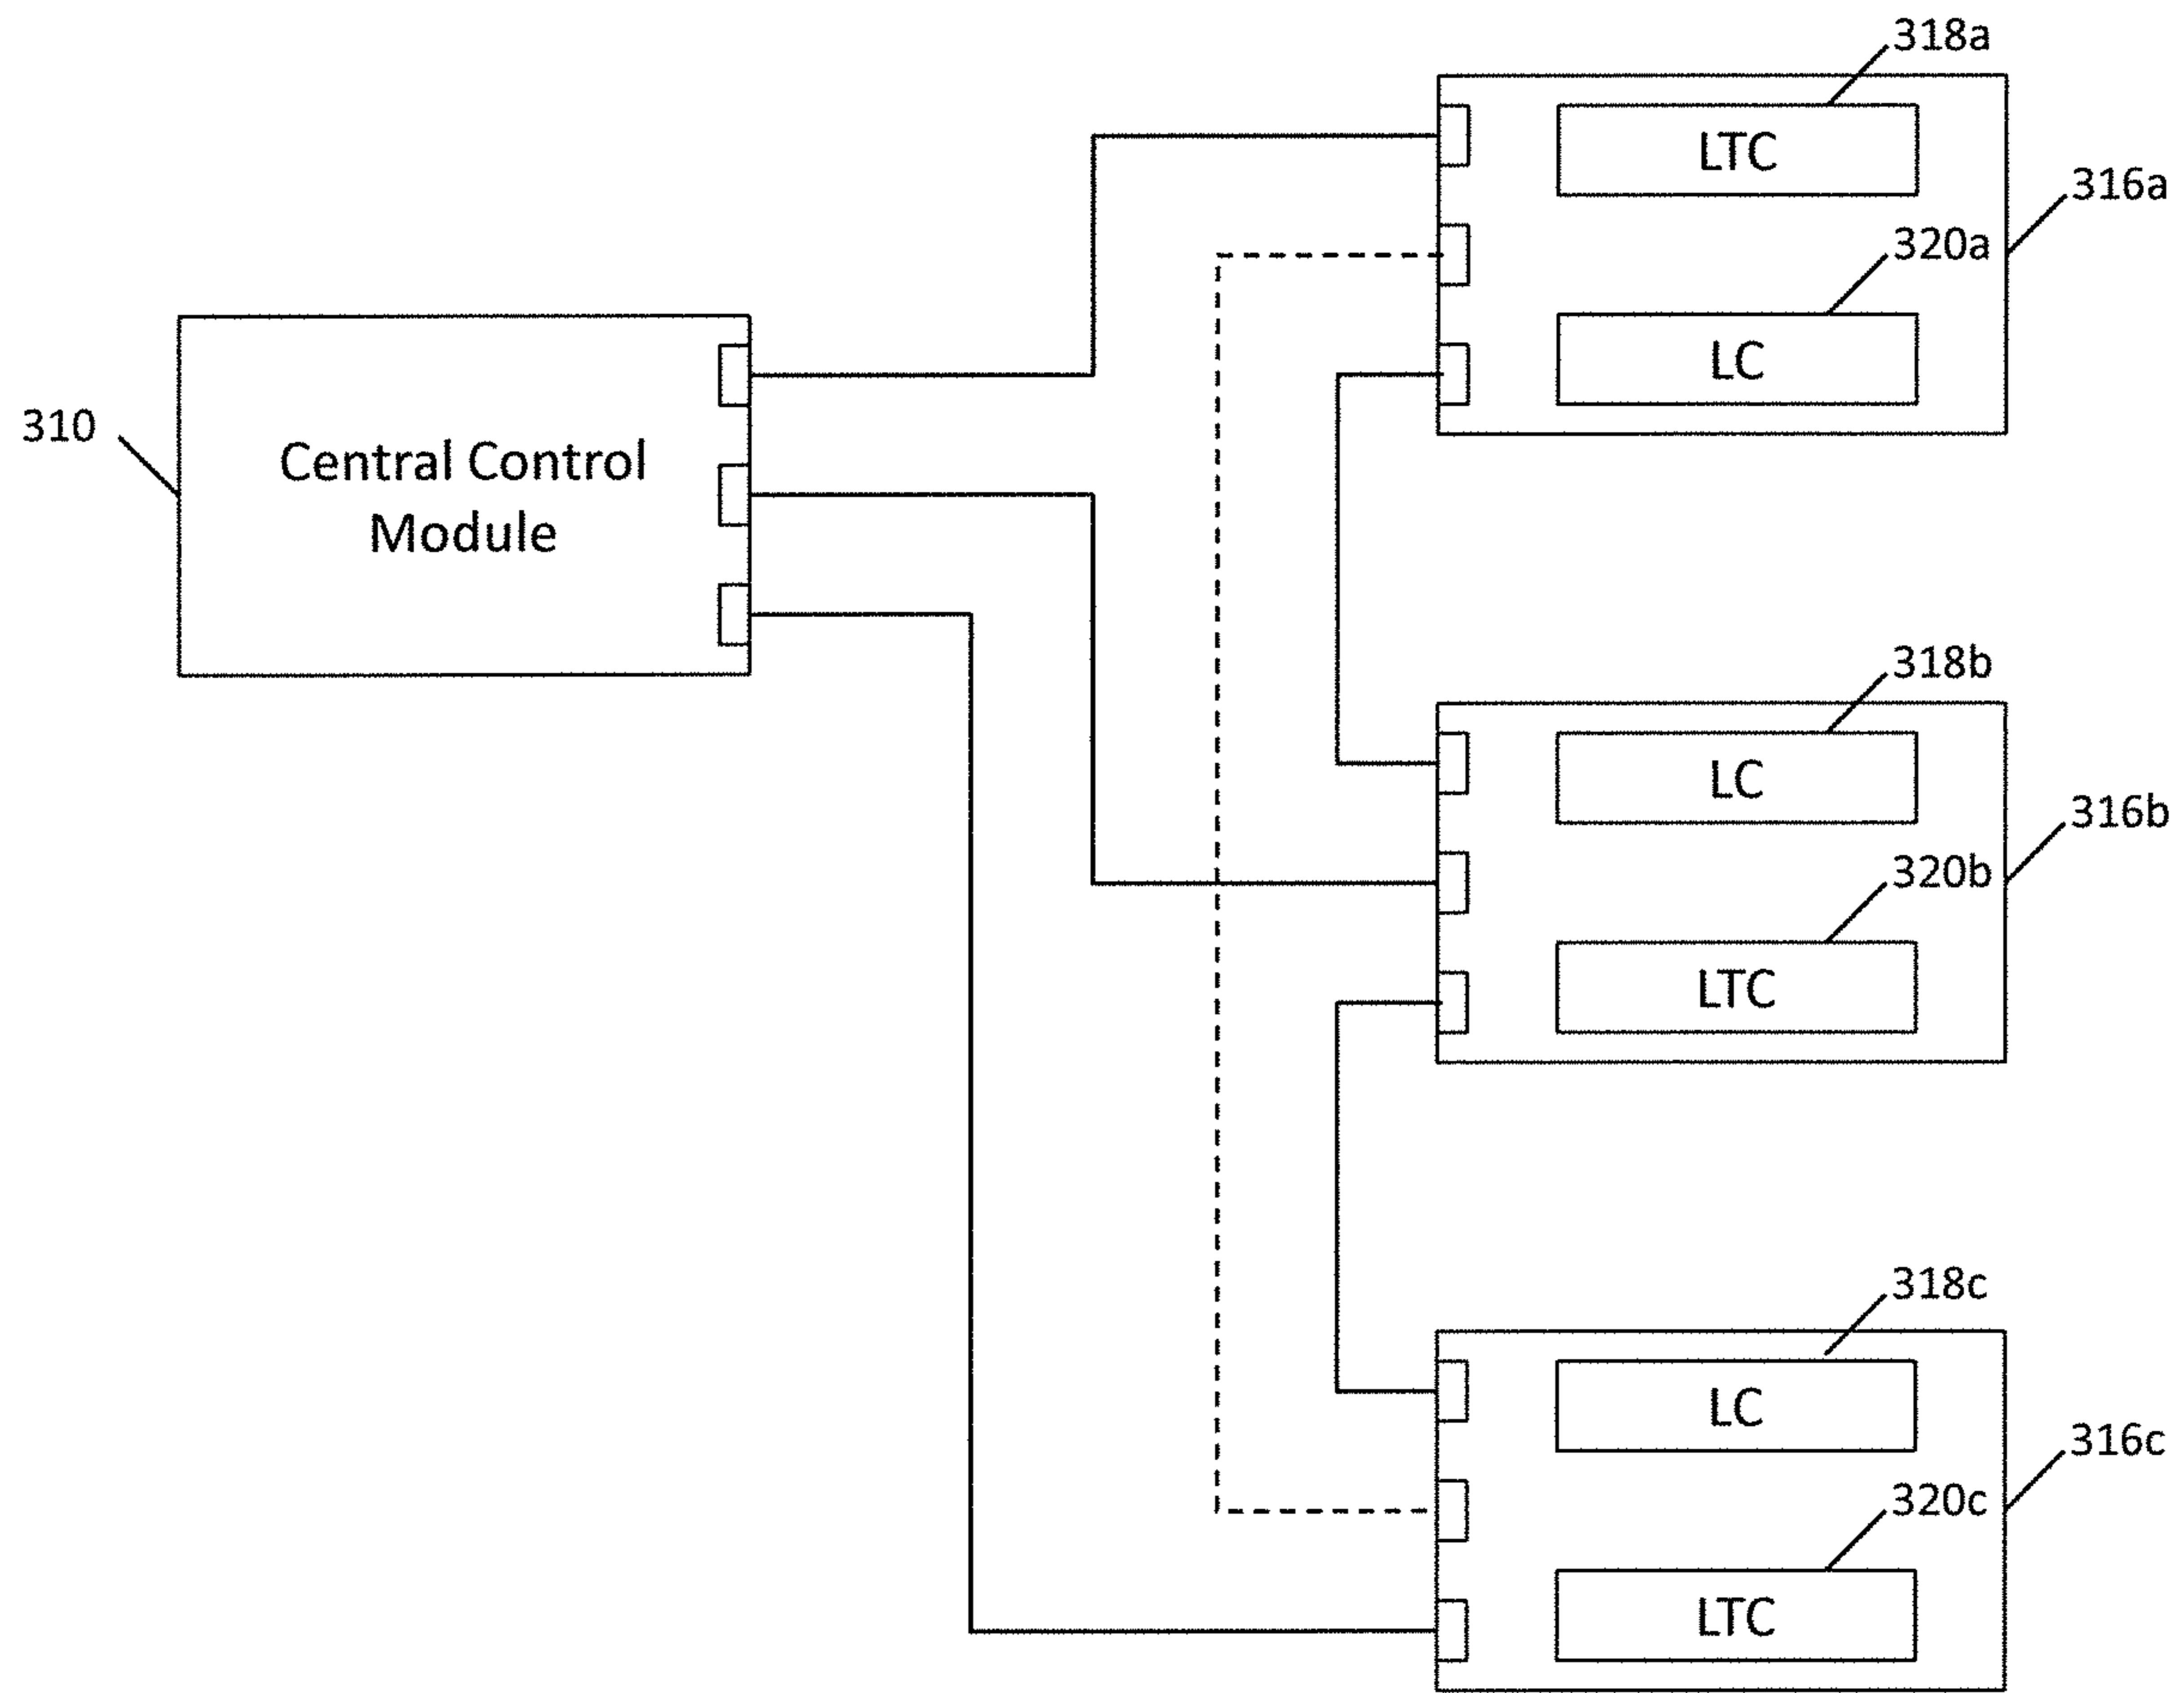 318a
LTC
316a
320a
LC
310
Central Control
Module
318b
LC
316b
320b
LTC
318c
LC
316c
320c
LTC